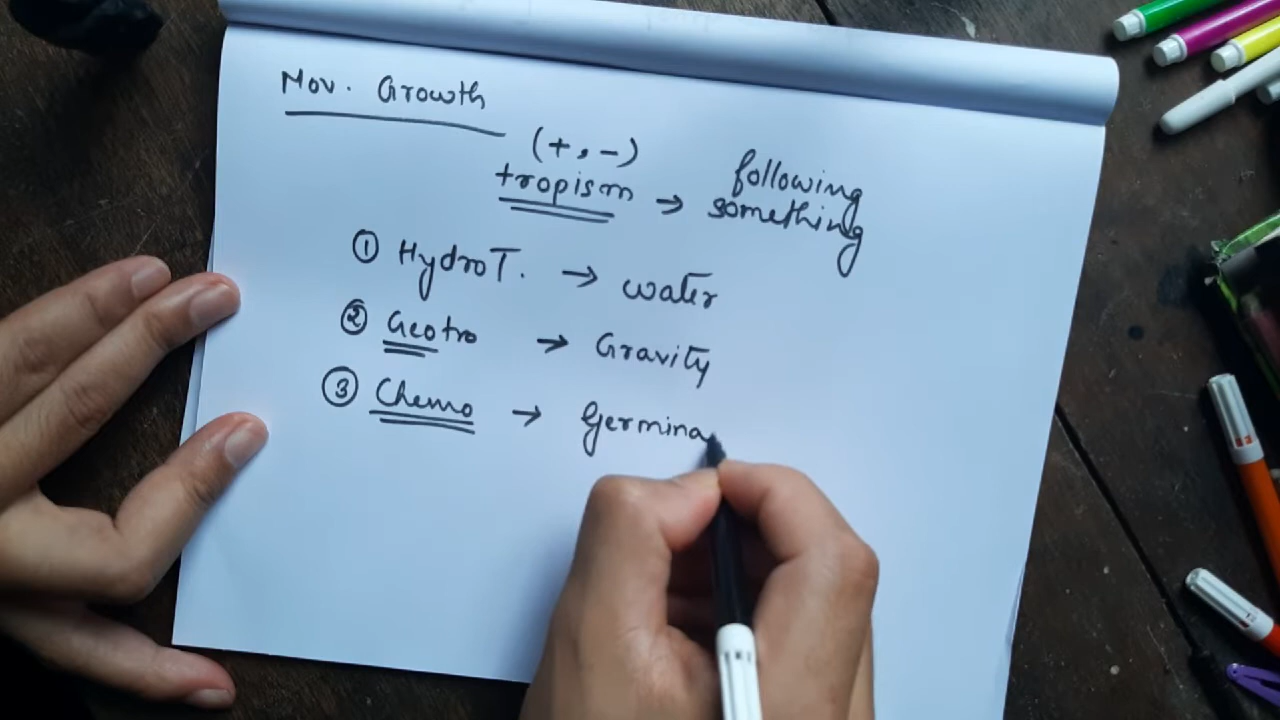 Mov. Growth
(+, -)
tropism → following something
① HydroT. → water
② Geotro → Gravity
③ Chemo → Germina